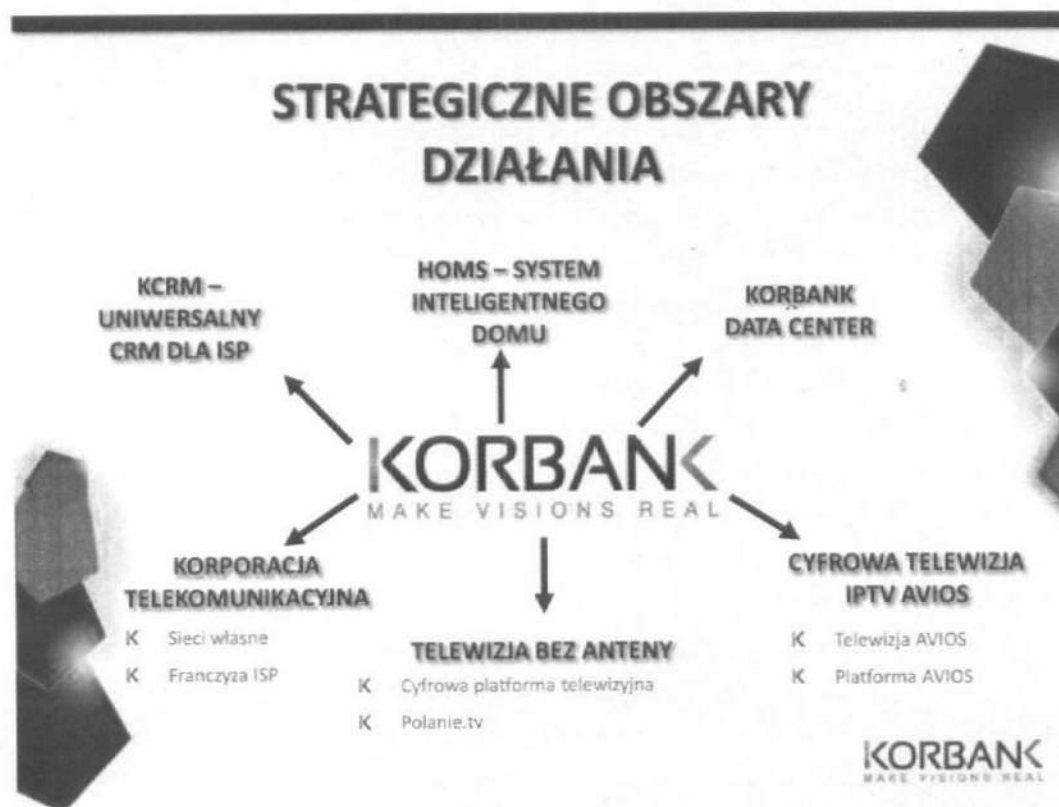 STRATEGICZNE OBSZARY
DZIAŁANIA
KCRM –
UNIWERSALNY
CRM DLA ISP
HOMS – SYSTEM
INTELIGENTNEGO
DOMU
KORBANK
DATA CENTER
KORBANK
MAKE VISIONS REAL
KORPORACJA
TELEKOMUNIKACYJNA
K Sieci własne
K Franczyza ISP
TELEWIZJA BEZ ANTENY
K Cyfrowa platforma telewizyjna
K Polanie.tv
CYFROWA TELEWIZJA
IPTV AVIOS
K Telewizja AVIOS
K Platforma AVIOS
KORBANK
MAKE VISIONS REAL